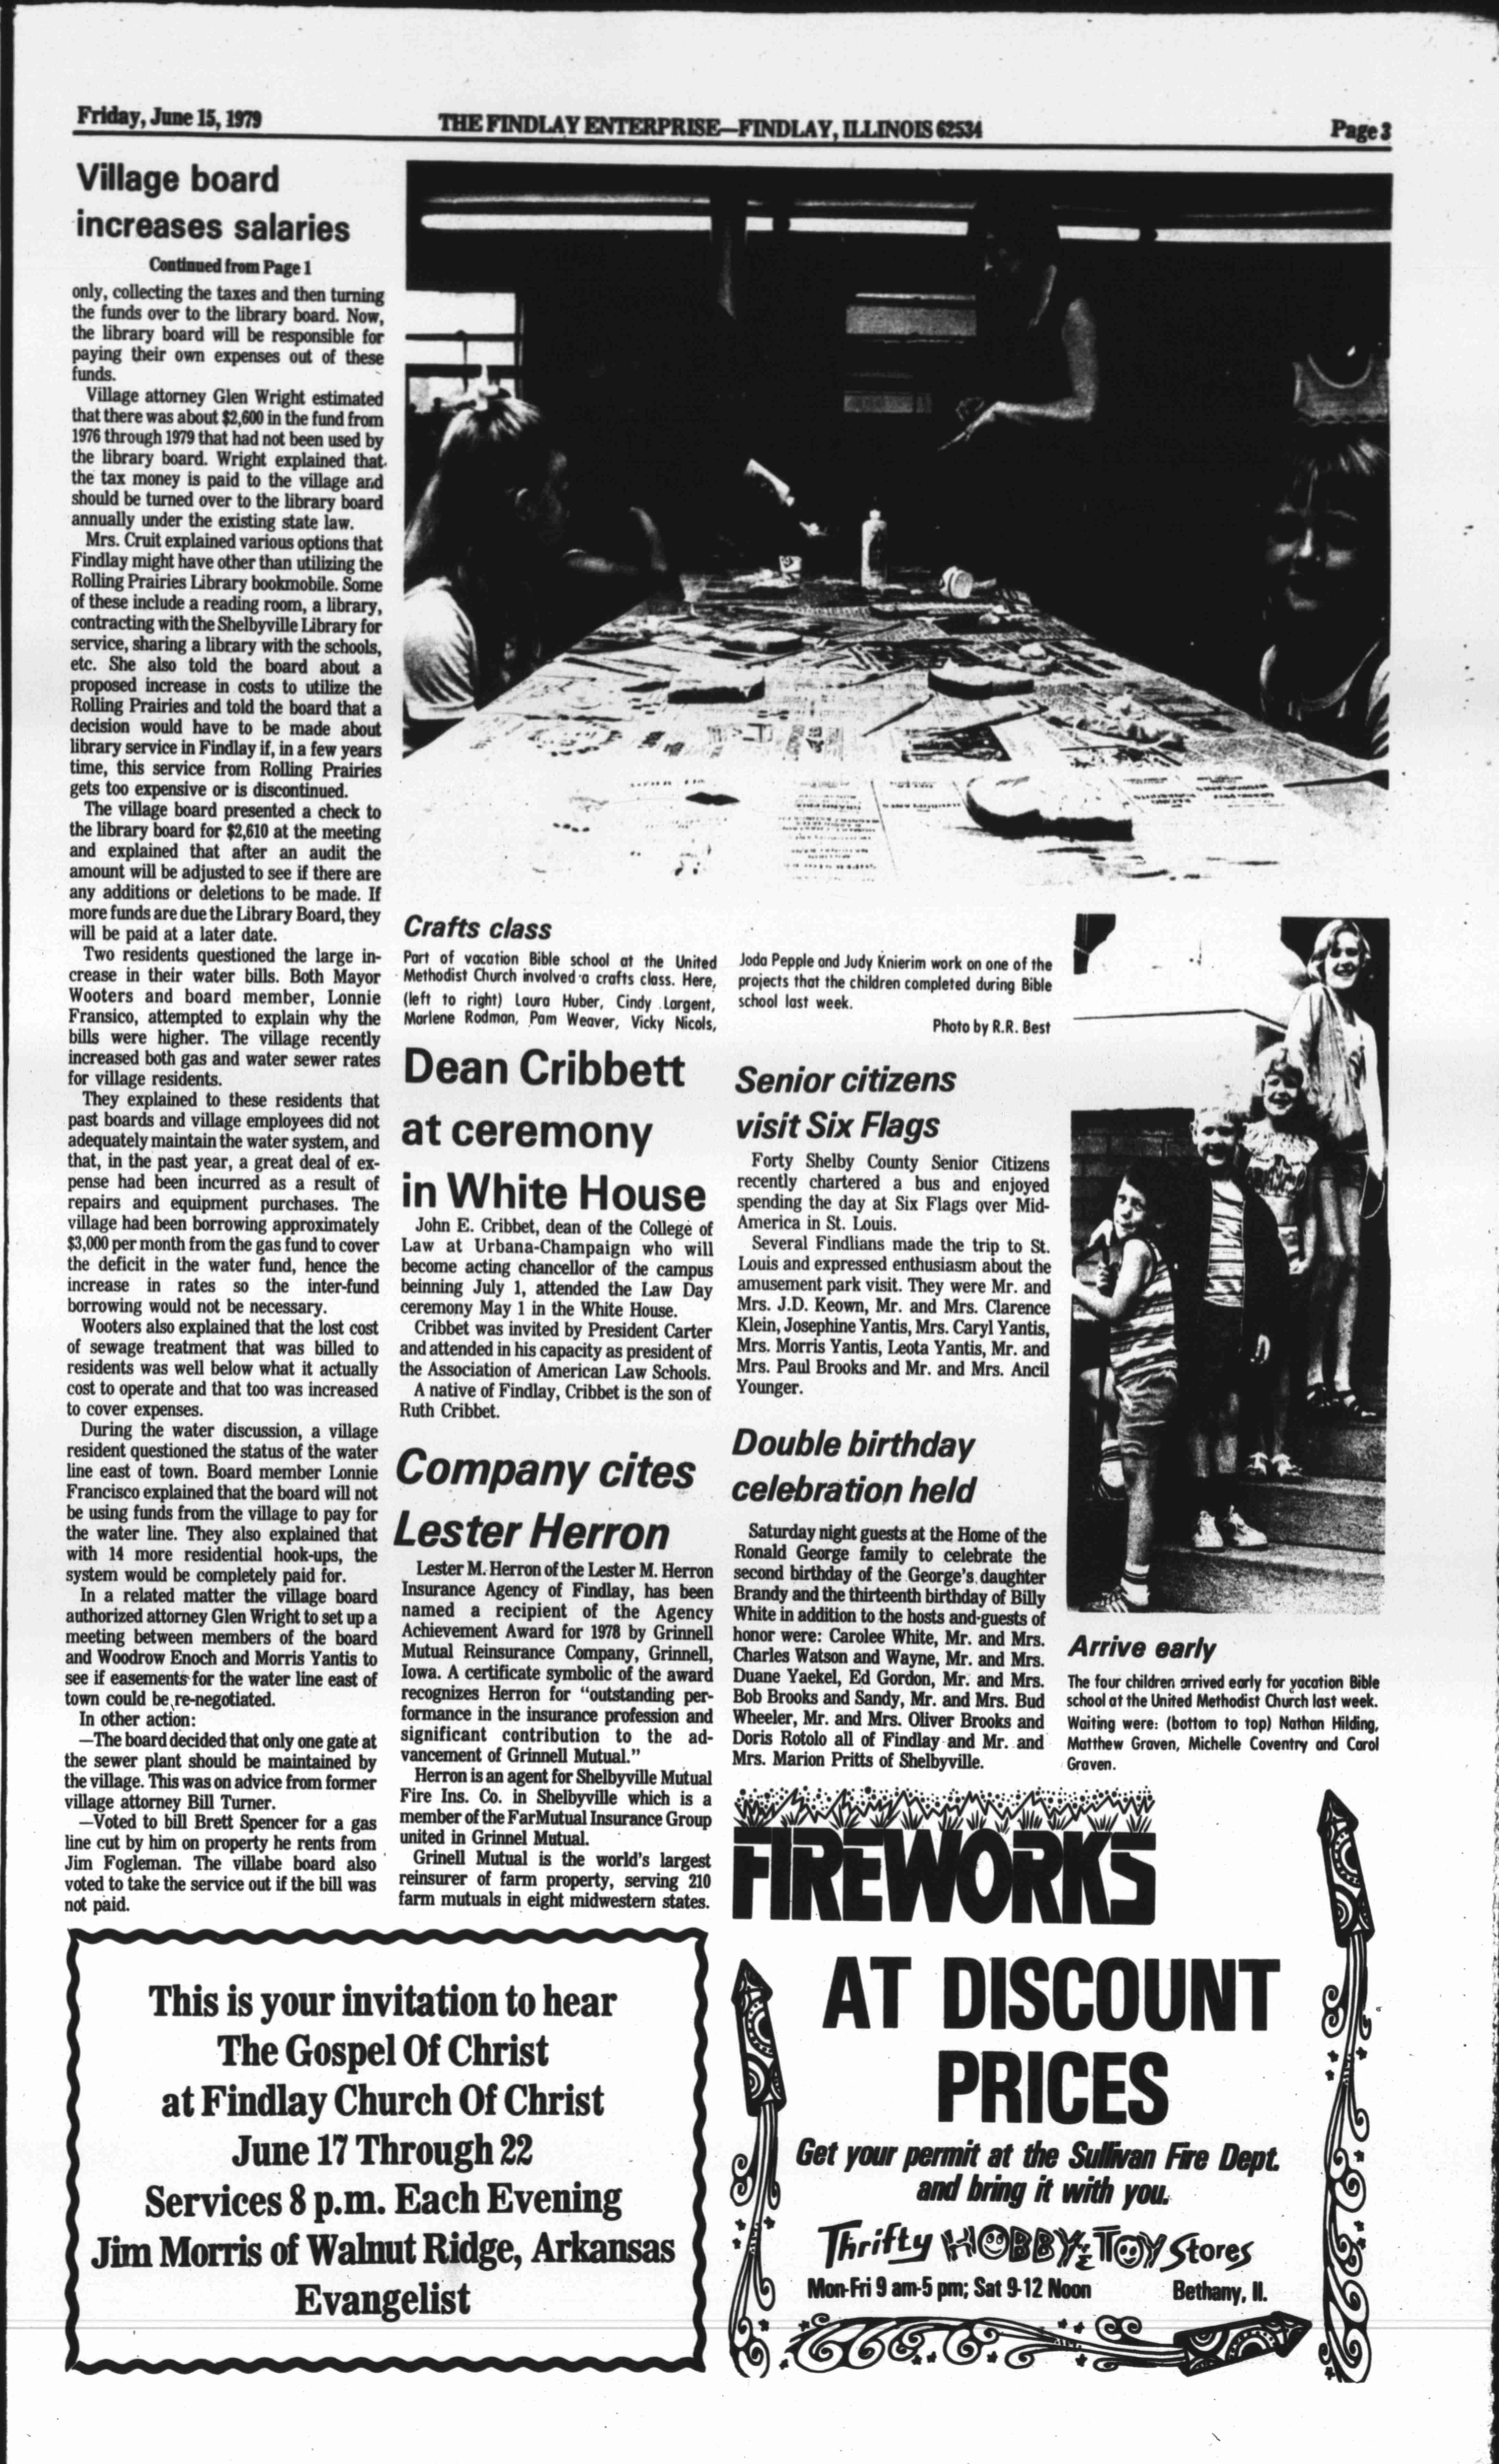 Friday, June 15, 1979
THE FINDLAY ENTERPRISE—FINDLAY, ILLINOIS 62534
Page 3
Village board
increases salaries
Continued from Page 1
only, collecting the taxes and then turning
the funds over to the library board. Now,
the library board will be responsible for
paying their own expenses out of these
funds.
Village attorney Glen Wright estimated
that there was about $2,600 in the fund from
1976 through 1979 that had not been used by
the library board. Wright explained that
the tax money is paid to the village and
should be turned over to the library board
annually under the existing state law.
Mrs. Cruit explained various options that
Findlay might have other than utilizing the
Rolling Prairies Library bookmobile. Some
of these include a reading room, a library,
contracting with the Shelbyville Library for
service, sharing a library with the schools,
etc. She also told the board about a
proposed increase in costs to utilize the
Rolling Prairies and told the board that a
decision would have to be made about
library service in Findlay if, in a few years
time, this service from Rolling Prairies
gets too expensive or is discontinued.
The village board presented a check to
the library board for $2,610 at the meeting
and explained that after an audit the
amount will be adjusted to see if there are
any additions or deletions to be made. If
more funds are due the Library Board, they
will be paid at a later date.
Two residents questioned the large in-
crease in their water bills. Both Mayor
Wooters and board member, Lonnie
Fransico, attempted to explain why the
bills were higher. The village recently
increased both gas and water sewer rates
for village residents.
They explained to these residents that
past boards and village employees did not
adequately maintain the water system, and
that, in the past year, a great deal of ex-
pense had been incurred as a result of
repairs and equipment purchases. The
village had been borrowing approximately
$3,000 per month from the gas fund to cover
the deficit in the water fund, hence the
increase in rates so the inter-fund
borrowing would not be necessary.
Wooters also explained that the lost cost
of sewage treatment that was billed to
residents was well below what it actually
cost to operate and that too was increased
to cover expenses.
During the water discussion, a village
resident questioned the status of the water
line east of town. Board member Lonnie
Francisco explained that the board will not
be using funds from the village to pay for
the water line. They also explained that
with 14 more residential hook-ups, the
system would be completely paid for.
In a related matter the village board
authorized attorney Glen Wright to set up a
meeting between members of the board
and Woodrow Enoch and Morris Yantis to
see if easements for the water line east of
town could be re-negotiated.
In other action:
—The board decided that only one gate at
the sewer plant should be maintained by
the village. This was on advice from former
village attorney Bill Turner.
—Voted to bill Brett Spencer for a gas
line cut by him on property he rents from
Jim Fogleman. The villabe board also
voted to take the service out if the bill was
not paid.
Crafts class
Part of vacation Bible school at the United
Methodist Church involved a crafts class. Here,
(left to right) Laura Huber, Cindy Largent,
Marlene Rodman, Pam Weaver, Vicky Nicols,
Joda Pepple and Judy Knierim work on one of the
projects that the children completed during Bible
school last week.
Photo by R.R. Best
Dean Cribbett
at ceremony
in White House
John E. Cribbet, dean of the College of
Law at Urbana-Champaign who will
become acting chancellor of the campus
beinning July 1, attended the Law Day
ceremony May 1 in the White House.
Cribbet was invited by President Carter
and attended in his capacity as president of
the Association of American Law Schools.
A native of Findlay, Cribbet is the son of
Ruth Cribbet.
Company cites
Lester Herron
Lester M. Herron of the Lester M. Herron
Insurance Agency of Findlay, has been
named a recipient of the Agency
Achievement Award for 1978 by Grinnell
Mutual Reinsurance Company, Grinnell,
Iowa. A certificate symbolic of the award
recognizes Herron for "outstanding per-
formance in the insurance profession and
significant contribution to the ad-
vancement of Grinnell Mutual."
Herron is an agent for Shelbyville Mutual
Fire Ins. Co. in Shelbyville which is a
member of the FarMutual Insurance Group
united in Grinnel Mutual.
Grinell Mutual is the world's largest
reinsurer of farm property, serving 210
farm mutuals in eight midwestern states.
Senior citizens
visit Six Flags
Forty Shelby County Senior Citizens
recently chartered a bus and enjoyed
spending the day at Six Flags over Mid-
America in St. Louis.
Several Findlians made the trip to St.
Louis and expressed enthusiasm about the
amusement park visit. They were Mr. and
Mrs. J.D. Keown, Mr. and Mrs. Clarence
Klein, Josephine Yantis, Mrs. Caryl Yantis,
Mrs. Morris Yantis, Leota Yantis, Mr. and
Mrs. Paul Brooks and Mr. and Mrs. Ancil
Younger.
Double birthday
celebration held
Saturday night guests at the Home of the
Ronald George family to celebrate the
second birthday of the George's daughter
Brandy and the thirteenth birthday of Billy
White in addition to the hosts and guests of
honor were: Carolee White, Mr. and Mrs.
Charles Watson and Wayne, Mr. and Mrs.
Duane Yaekel, Ed Gordon, Mr. and Mrs.
Bob Brooks and Sandy, Mr. and Mrs. Bud
Wheeler, Mr. and Mrs. Oliver Brooks and
Doris Rotolo all of Findlay and Mr. and
Mrs. Marion Pritts of Shelbyville.
Arrive early
The four children arrived early for vacation Bible
school at the United Methodist Church last week.
Waiting were: (bottom to top) Nathan Hilding,
Matthew Graven, Michelle Coventry and Carol
Graven.
This is your invitation to hear
The Gospel Of Christ
at Findlay Church Of Christ
June 17 Through 22
Services 8 p.m. Each Evening
Jim Morris of Walnut Ridge, Arkansas
Evangelist
FIREWORKS
AT DISCOUNT
PRICES
Get your permit at the Sullivan Fire Dept.
and bring it with you.
Thrifty HOBBY & TOY Stores
Mon-Fri 9 am-5 pm; Sat 9-12 Noon
Bethany, Il.